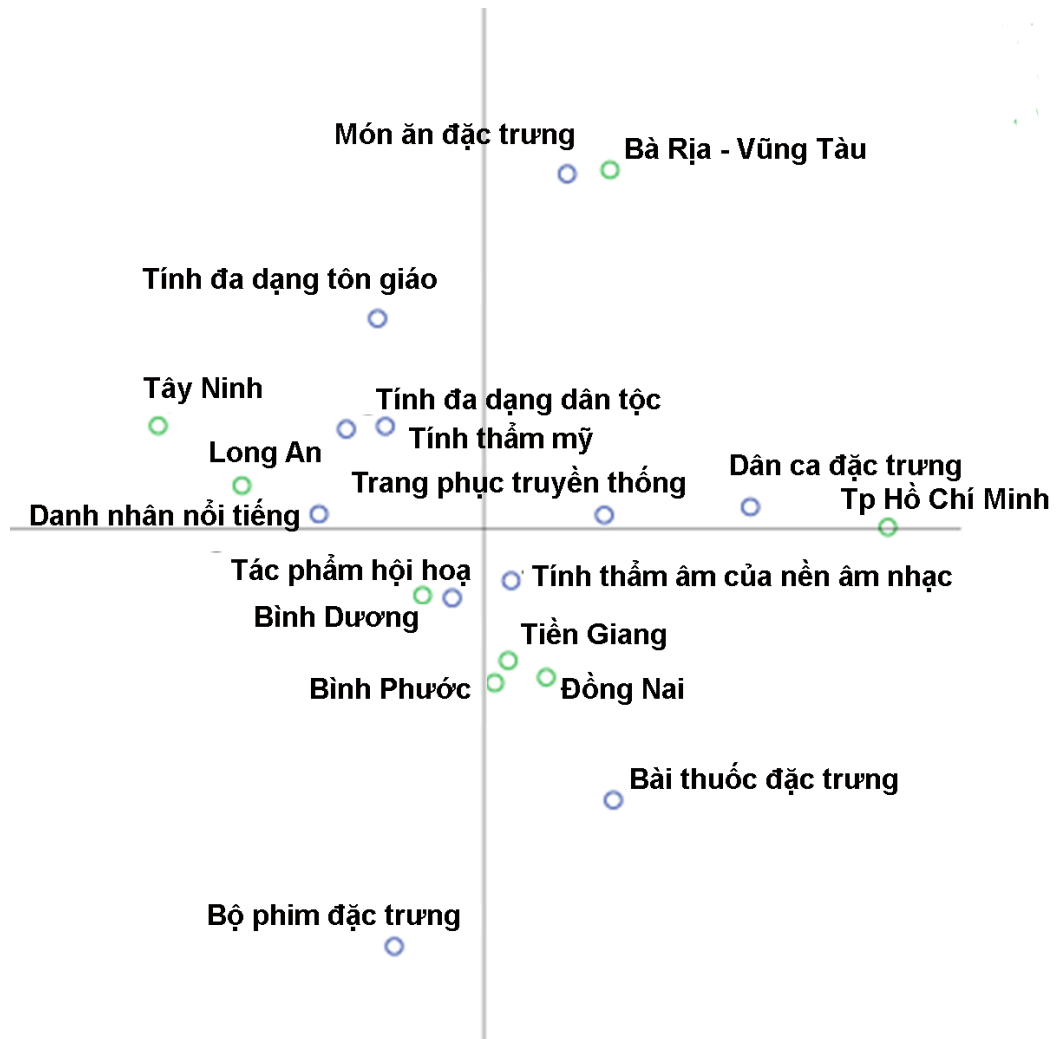 Món ăn đặc trưng
Bà Rịa - Vũng Tàu
Tính đa dạng tôn giáo
Tây Ninh
Tính đa dạng dân tộc
Tính thẩm mỹ
Long An
Dân ca đặc trưng
Trang phục truyền thống
Tp Hồ Chí Minh
Danh nhân nổi tiếng
Tác phẩm hội hoạ
Tính thẩm âm của nền âm nhạc
Bình Dương
Tiền Giang
Bình Phước
Đồng Nai
Bài thuốc đặc trưng
Bộ phim đặc trưng